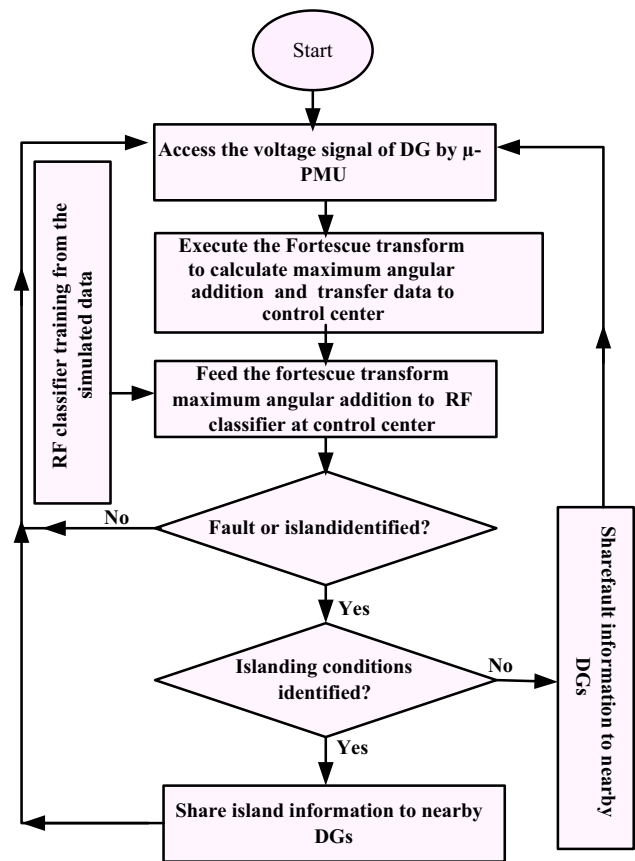 Start
Access the voltage signal of DG by μ-
PMU
Execute the Fortescue transform
to calculate maximum angular
addition and transfer data to
control center
RF classifier training from the
simulated data
Feed the fortescue transform
maximum angular addition to RF
classifier at control center
Fault or islandidentified?
No
Yes
Islanding conditions
identified?
No
Yes
Sharefault information to nearby
DGs
Share island information to nearby
DGs